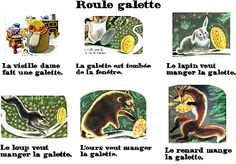 Roule galette
La vieille dame
fait une galette.
La galette est tombée
de la fenêtre.
Le lapin veut
manger la galette.
Le loup veut
manger la galette.
L'ours veut manger
la galette.
Le renard mange
la galette.